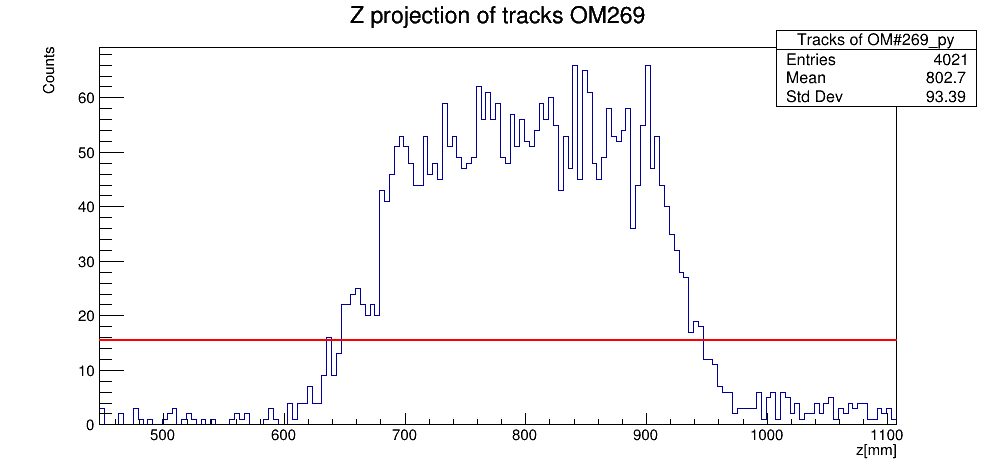 Z projection of tracks OM269
Tracks of OM#269_py
Entries 4021
Mean 802.7
Std Dev 93.39
Counts
60
50
40
30
20
10
0
500 600 700 800 900 1000 1100
z[mm]